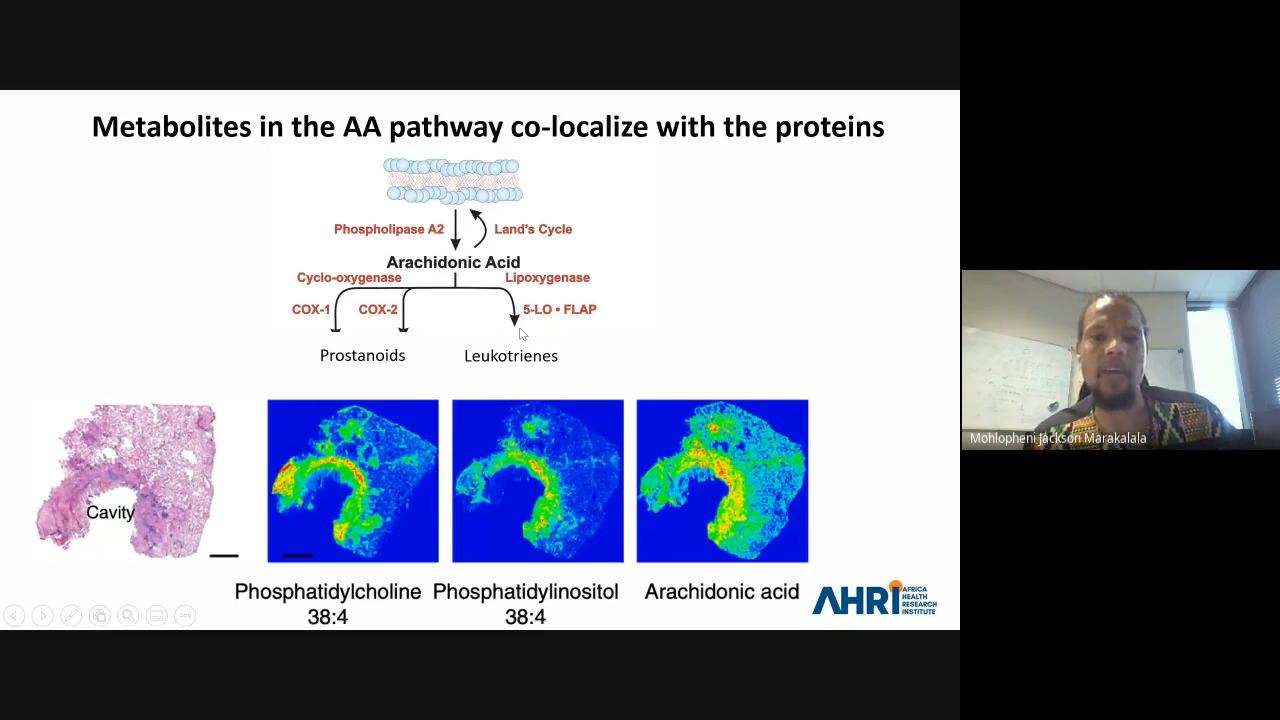 Metabolites in the AA pathway co-localize with the proteins
Phospholipase A2
Land's Cycle
Arachidonic Acid
Cyclo-oxygenase
Lipoxygenase
COX-1
COX-2
5-LO • FLAP
Prostanoids
Leukotrienes
Cavity
Phosphatidylcholine
38:4
Phosphatidylinositol
38:4
Arachidonic acid
AHRI
AFRICA
HEALTH
RESEARCH
INSTITUTE
Mohlopheni Jackson Marakalala